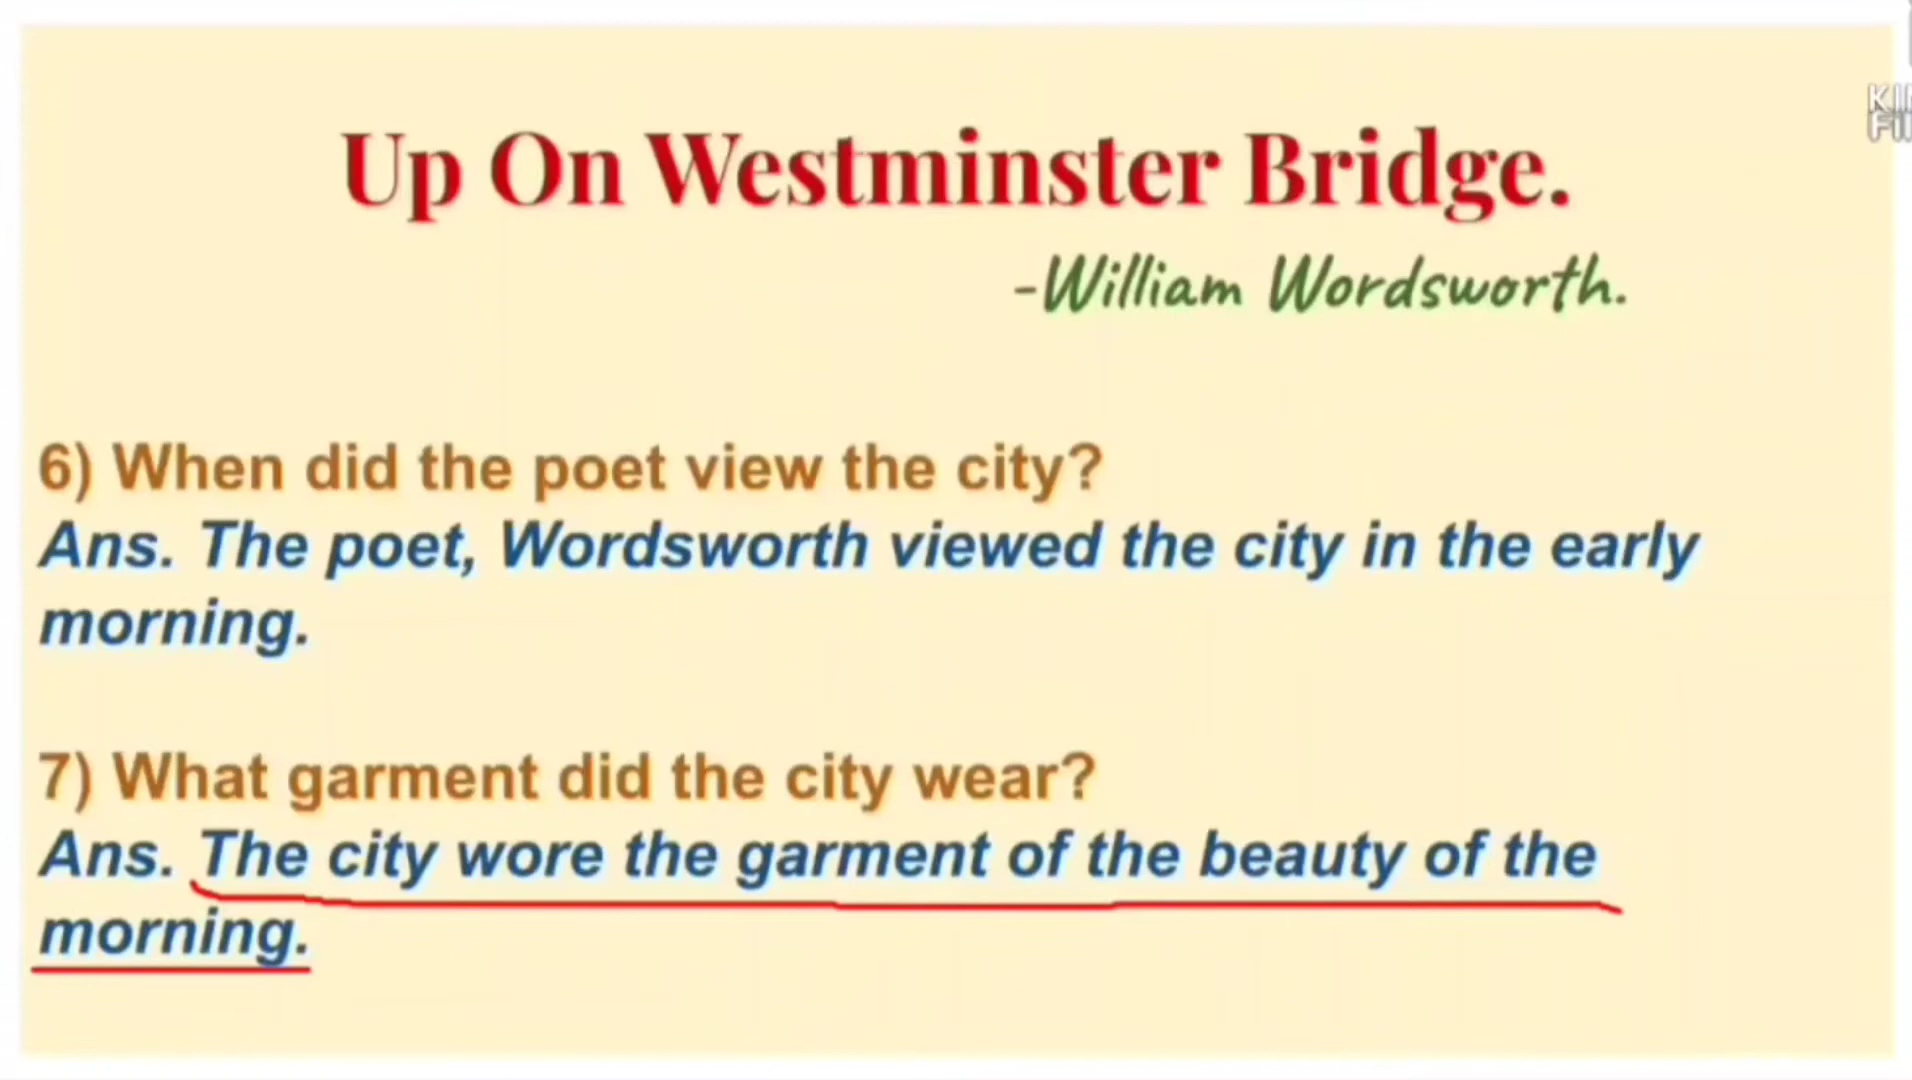 Up On Westminster Bridge.
-William Wordsworth.
6) When did the poet view the city?
Ans. The poet, Wordsworth viewed the city in the early
morning.
7) What garment did the city wear?
Ans. The city wore the garment of the beauty of the
morning.